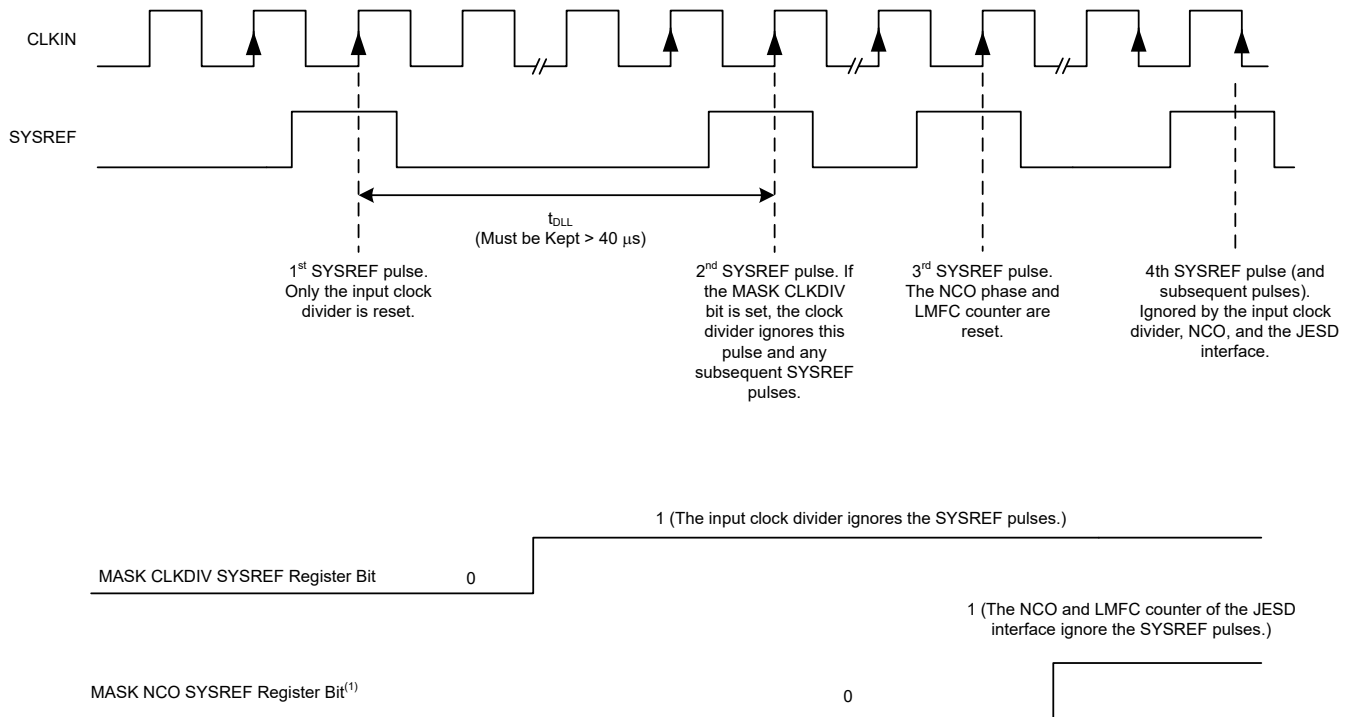 CLKIN
//
//
//
SYSREF
tDLL
(Must be Kept > 40 μs)
1st SYSREF pulse.
Only the input clock
divider is reset.
2nd SYSREF pulse. If
the MASK CLKDIV
bit is set, the clock
divider ignores this
pulse and any
subsequent SYSREF
pulses.
3rd SYSREF pulse.
The NCO phase and
LMFC counter are
reset.
4th SYSREF pulse (and
subsequent pulses).
Ignored by the input clock
divider, NCO, and the JESD
interface.
1 (The input clock divider ignores the SYSREF pulses.)
MASK CLKDIV SYSREF Register Bit 0
1 (The NCO and LMFC counter of the JESD
interface ignore the SYSREF pulses.)
MASK NCO SYSREF Register Bit(1) 0